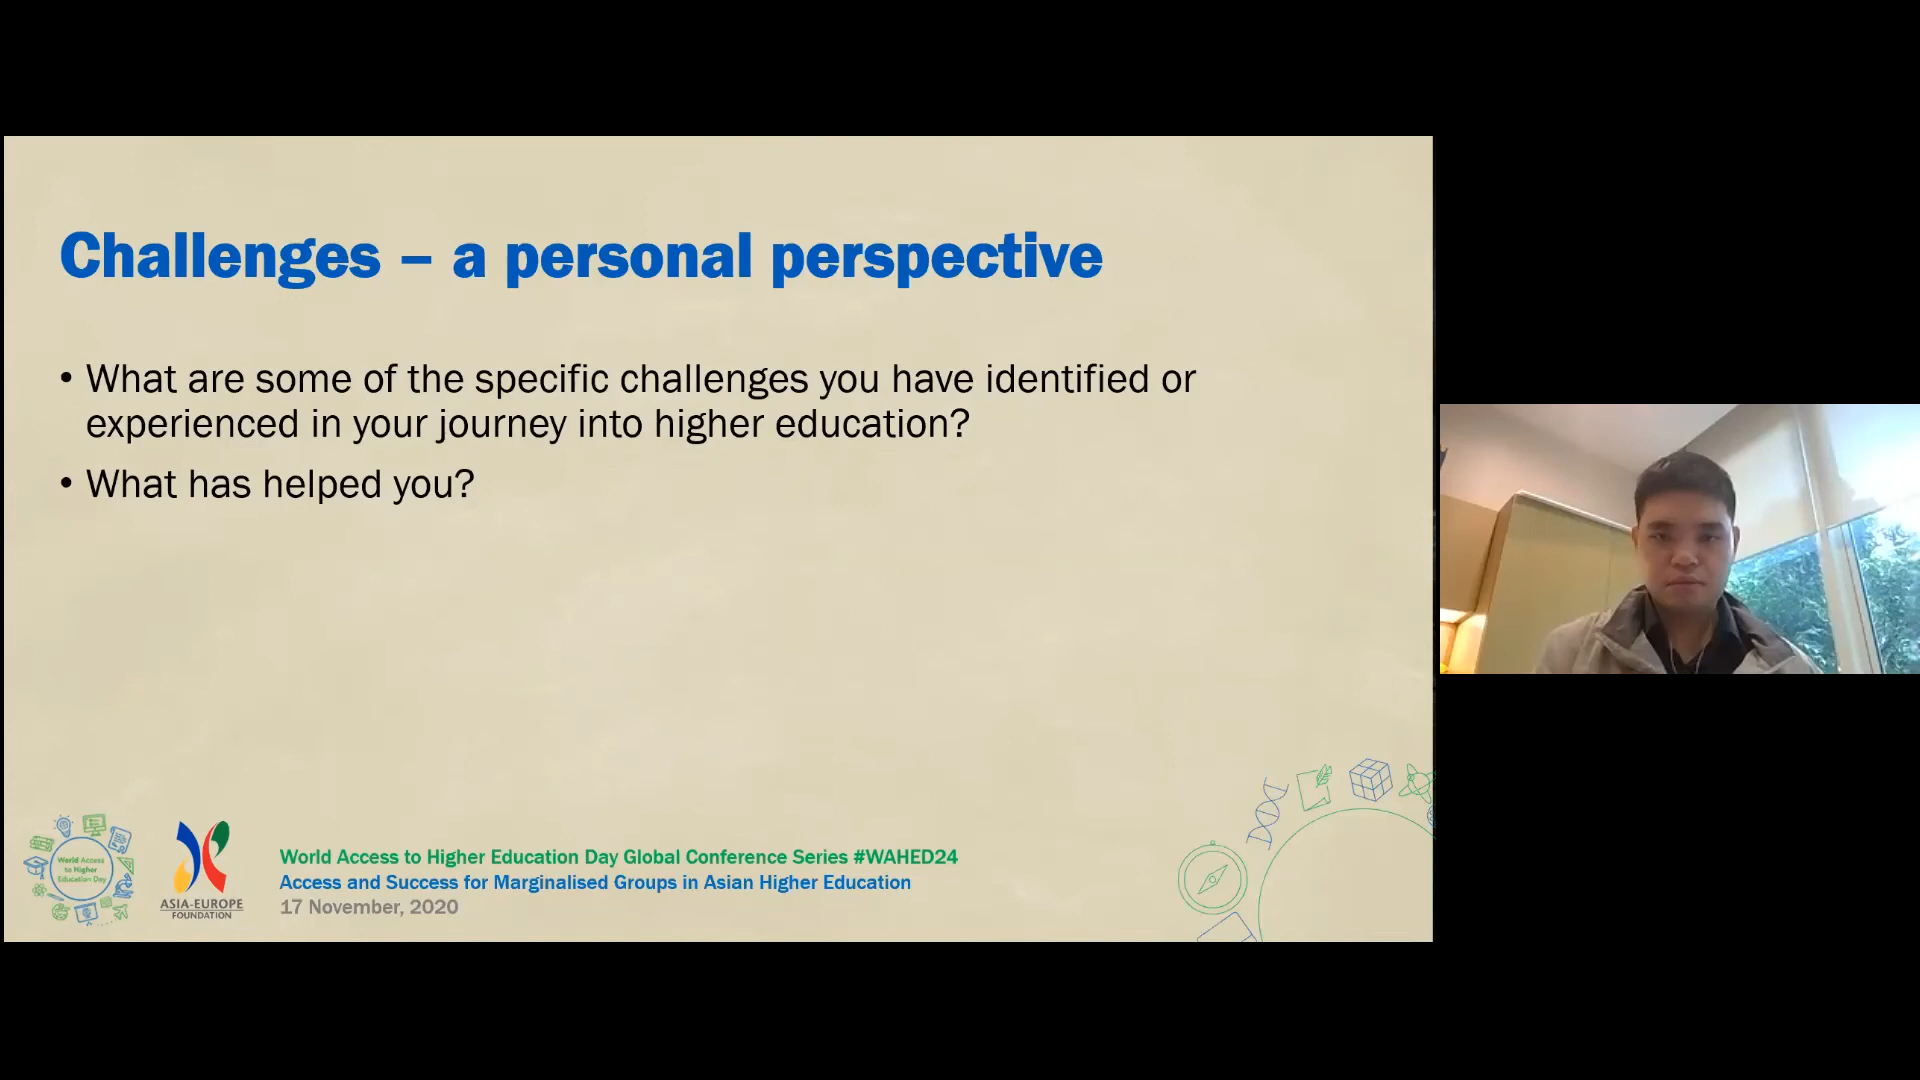 Challenges – a personal perspective
• What are some of the specific challenges you have identified or
experienced in your journey into higher education?
• What has helped you?
World Access
to Higher
Education Day
ASIA-EUROPE
FOUNDATION
World Access to Higher Education Day Global Conference Series #WAHED24
Access and Success for Marginalised Groups in Asian Higher Education
17 November, 2020